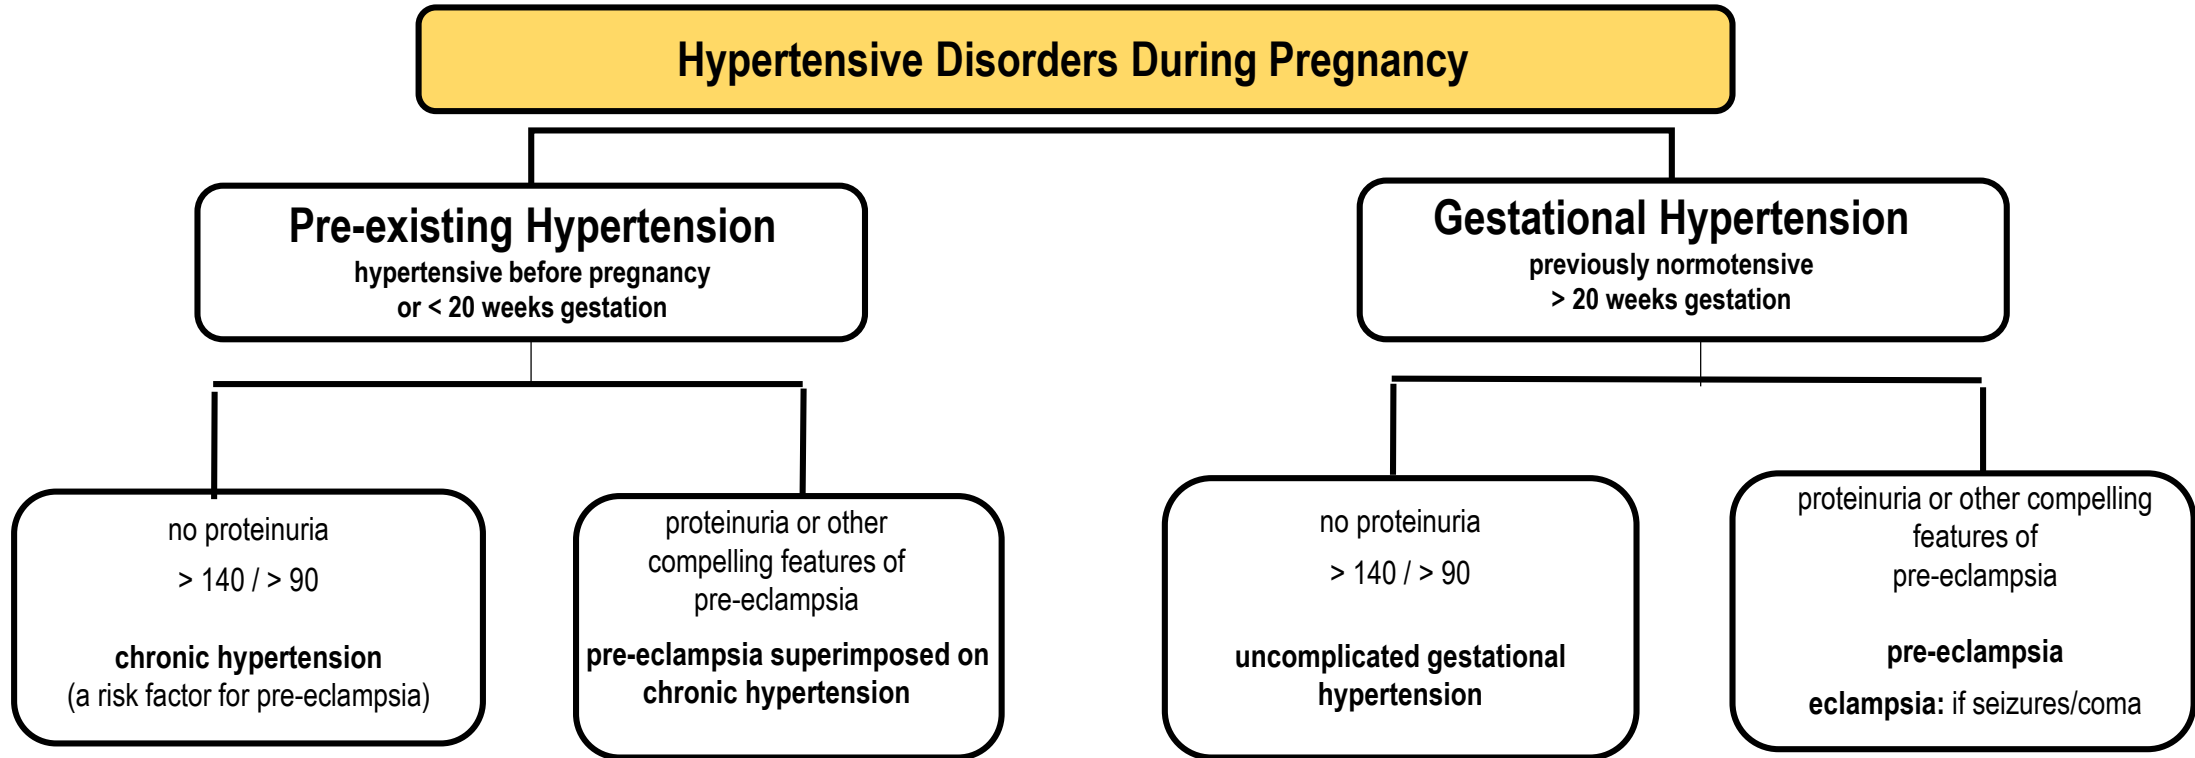 Hypertensive Disorders During Pregnancy
Pre-existing Hypertension
hypertensive before pregnancy
or < 20 weeks gestation
Gestational Hypertension
previously normotensive
> 20 weeks gestation
no proteinuria
> 140 / > 90
chronic hypertension
(a risk factor for pre-eclampsia)
proteinuria or other
compelling features of
pre-eclampsia
pre-eclampsia superimposed on
chronic hypertension
no proteinuria
> 140 / > 90
uncomplicated gestational
hypertension
proteinuria or other compelling
features of
pre-eclampsia
pre-eclampsia
eclampsia: if seizures/coma